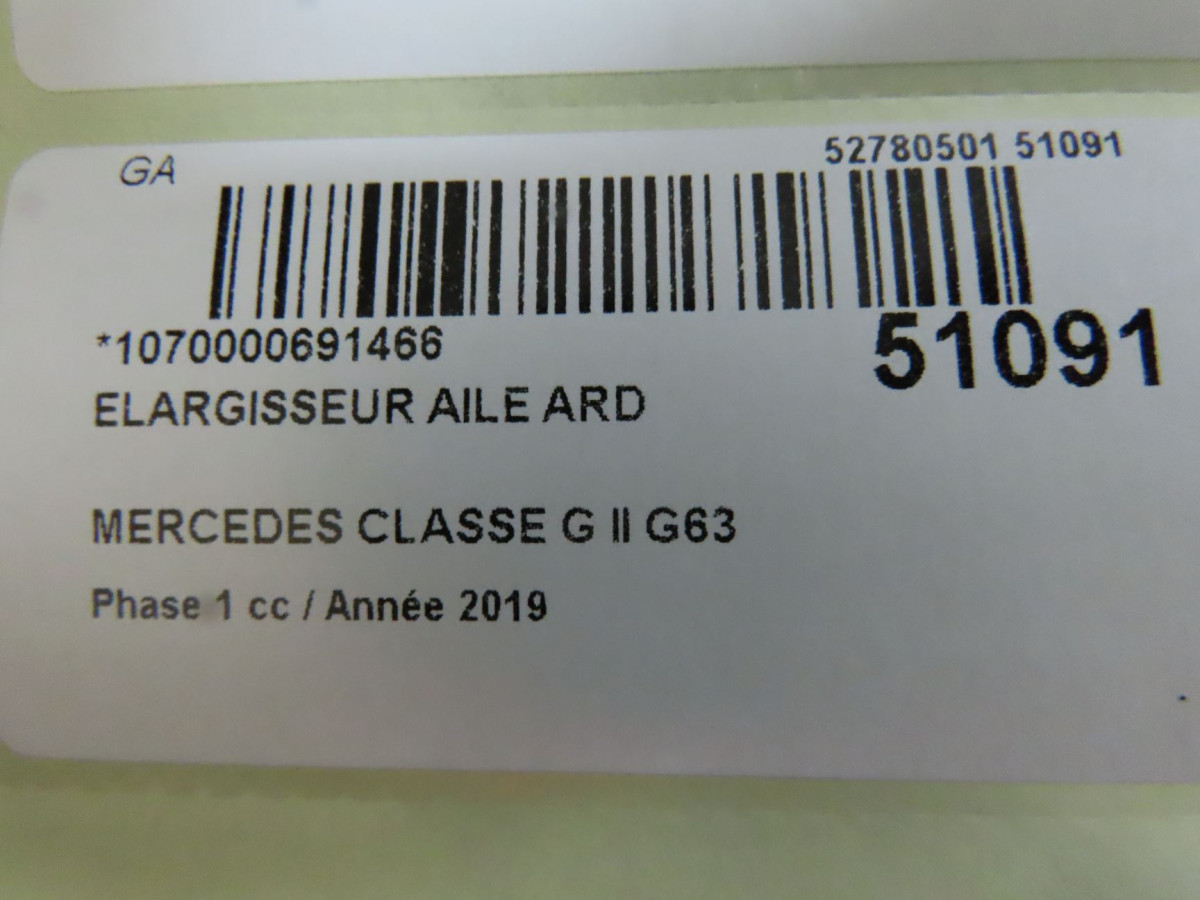 GA
52780501 51091
*1070000691466
51091
ELARGISSEUR AILE ARD
MERCEDES CLASSE G II G63
Phase 1 cc / Année 2019